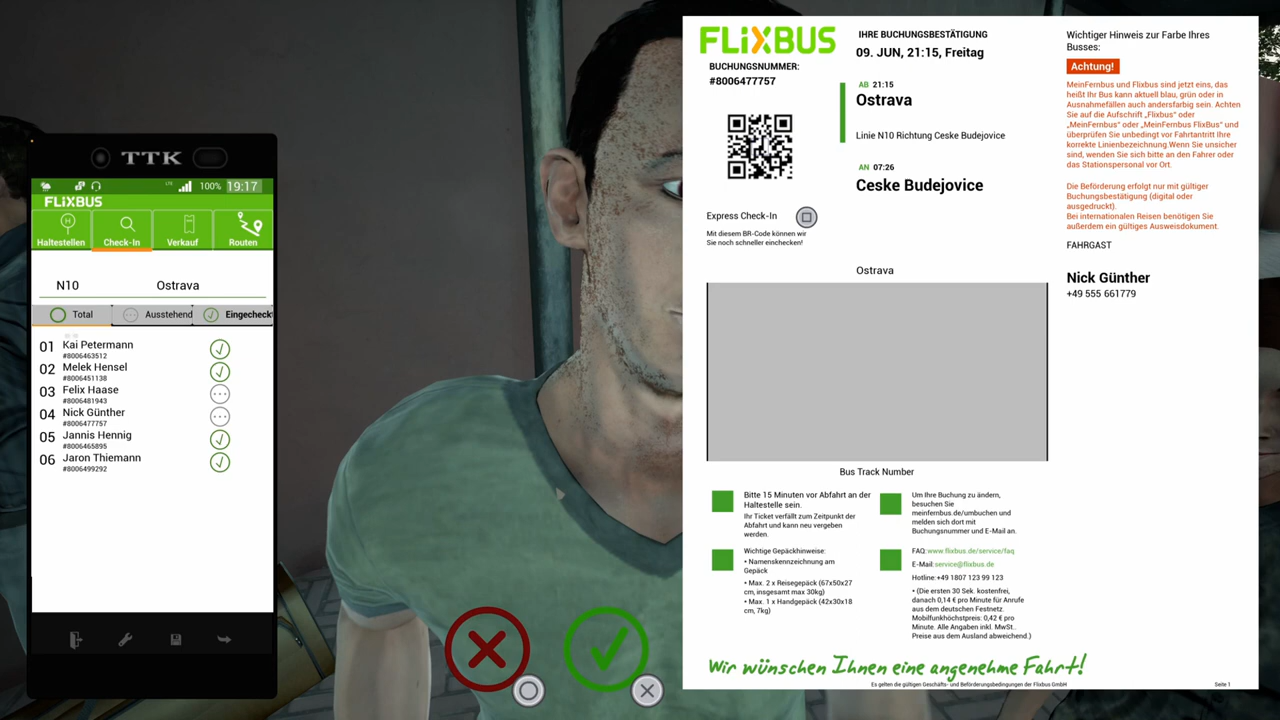 TTK
LTE 100% 19:17
FLiXBUS
Haltestellen Check-In Verkauf Routen
N10 Ostrava
Total Ausstehend Eingecheckt
01 Kai Petermann
#8006463512
02 Melek Hensel
#8006451138
03 Felix Haase
#8006481943
04 Nick Günther
#8006477757
05 Jannis Hennig
#8006465895
06 Jaron Thiemann
#8006499292
FLiXBUS
BUCHUNGSNUMMER:
#8006477757
Express Check-In
Mit diesem BR-Code können wir
Sie noch schneller einchecken!
IHRE BUCHUNGSBESTÄTIGUNG
09. JUN, 21:15, Freitag
AB 21:15
Ostrava
Linie N10 Richtung Ceske Budejovice
AN 07:26
Ceske Budejovice
Ostrava
Bus Track Number
Bitte 15 Minuten vor Abfahrt an der
Haltestelle sein.
Ihr Ticket verfällt zum Zeitpunkt der
Abfahrt und kann neu vergeben
werden.
Wichtige Gepäckhinweise:
• Namenskennzeichnung am
Gepäck
• Max. 2 x Reisegepäck (67x50x27
cm, insgesamt max 30kg)
• Max. 1 x Handgepäck (42x30x18
cm, 7kg)
Um Ihre Buchung zu ändern,
besuchen Sie
meinfernbus.de/umbuchen und
melden sich dort mit
Buchungsnummer und E-Mail an.
FAQ:www.flixbus.de/service/faq
E-Mail:service@flixbus.de
Hotline:+49 1807 123 99 123
• (Die ersten 30 Sek. kostenfrei,
danach 0,14 € pro Minute für Anrufe
aus dem deutschen Festnetz.
Mobilfunkhöchstpreis: 0,42 € pro
Minute. Alle Angaben inkl. MwSt..
Preise aus dem Ausland abweichend.)
Wichtiger Hinweis zur Farbe Ihres
Busses:
Achtung!
MeinFernbus und Flixbus sind jetzt eins, das
heißt Ihr Bus kann aktuell blau, grün oder in
Ausnahmefällen auch andersfarbig sein. Achten
Sie auf die Aufschrift „Flixbus“ oder
„MeinFernbus“ oder „MeinFernbus FlixBus“ und
überprüfen Sie unbedingt vor Fahrtantritt Ihre
korrekte Linienbezeichnung.Wenn Sie unsicher
sind, wenden Sie sich bitte an den Fahrer oder
das Stationspersonal vor Ort.
Die Beförderung erfolgt nur mit gültiger
Buchungsbestätigung (digital oder
ausgedruckt).
Bei internationalen Reisen benötigen Sie
außerdem ein gültiges Ausweisdokument.
FAHRGAST
Nick Günther
+49 555 661779
Wir wünschen Ihnen eine angenehme Fahrt!
Es gelten die gültigen Geschäfts- und Beförderungsbedingungen der Flixbus GmbH
Seite 1